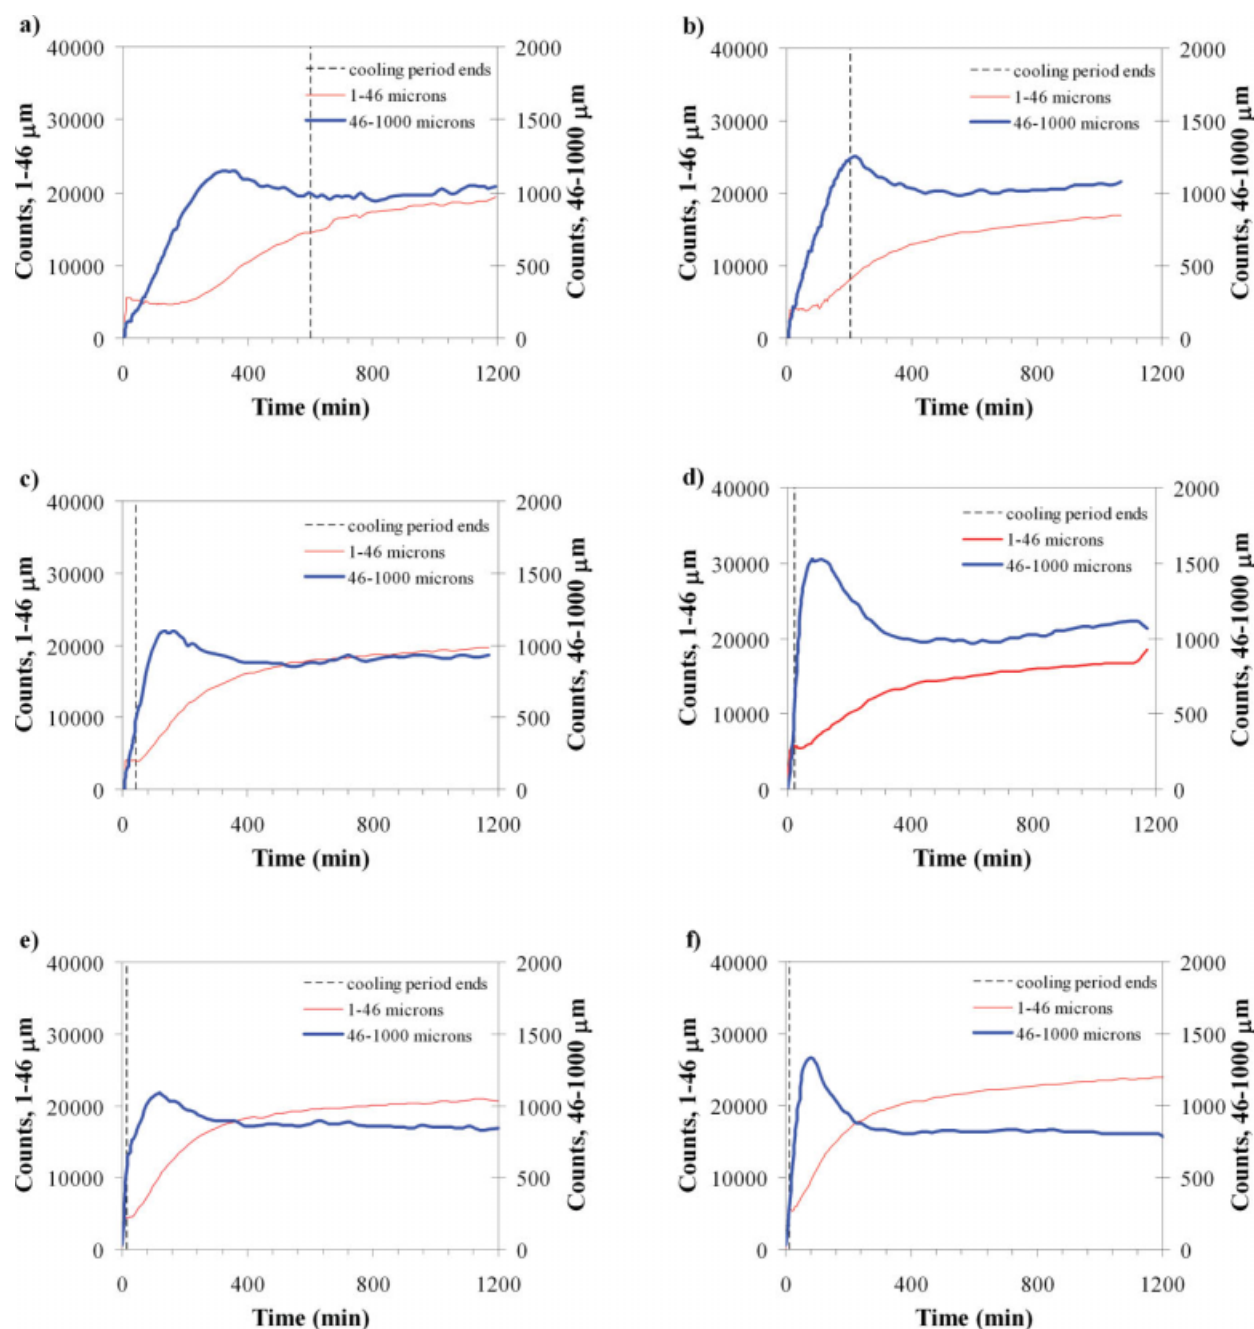 a)
40000
30000
20000
10000
0
Counts, 1-46 μm
2000
1500
1000
500
0
Counts, 46-1000 μm
cooling period ends
1-46 microns
46-1000 microns
0 400 800 1200
Time (min)
b)
40000
30000
20000
10000
0
Counts, 1-46 μm
2000
1500
1000
500
0
Counts, 46-1000 μm
cooling period ends
1-46 microns
46-1000 microns
0 400 800 1200
Time (min)
c)
40000
30000
20000
10000
0
Counts, 1-46 μm
2000
1500
1000
500
0
Counts, 46-1000 μm
cooling period ends
1-46 microns
46-1000 microns
0 400 800 1200
Time (min)
d)
40000
30000
20000
10000
0
Counts, 1-46 μm
2000
1500
1000
500
0
Counts, 46-1000 μm
cooling period ends
1-46 microns
46-1000 microns
0 400 800 1200
Time (min)
e)
40000
30000
20000
10000
0
Counts, 1-46 μm
2000
1500
1000
500
0
Counts, 46-1000 μm
cooling period ends
1-46 microns
46-1000 microns
0 400 800 1200
Time (min)
f)
40000
30000
20000
10000
0
Counts, 1-46 μm
2000
1500
1000
500
0
Counts, 46-1000 μm
cooling period ends
1-46 microns
46-1000 microns
0 400 800 1200
Time (min)